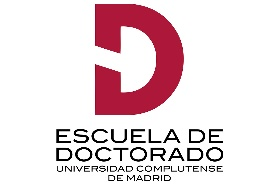 D
ESCUELA DE
DOCTORADO
UNIVERSIDAD COMPLUTENSE
DE MADRID